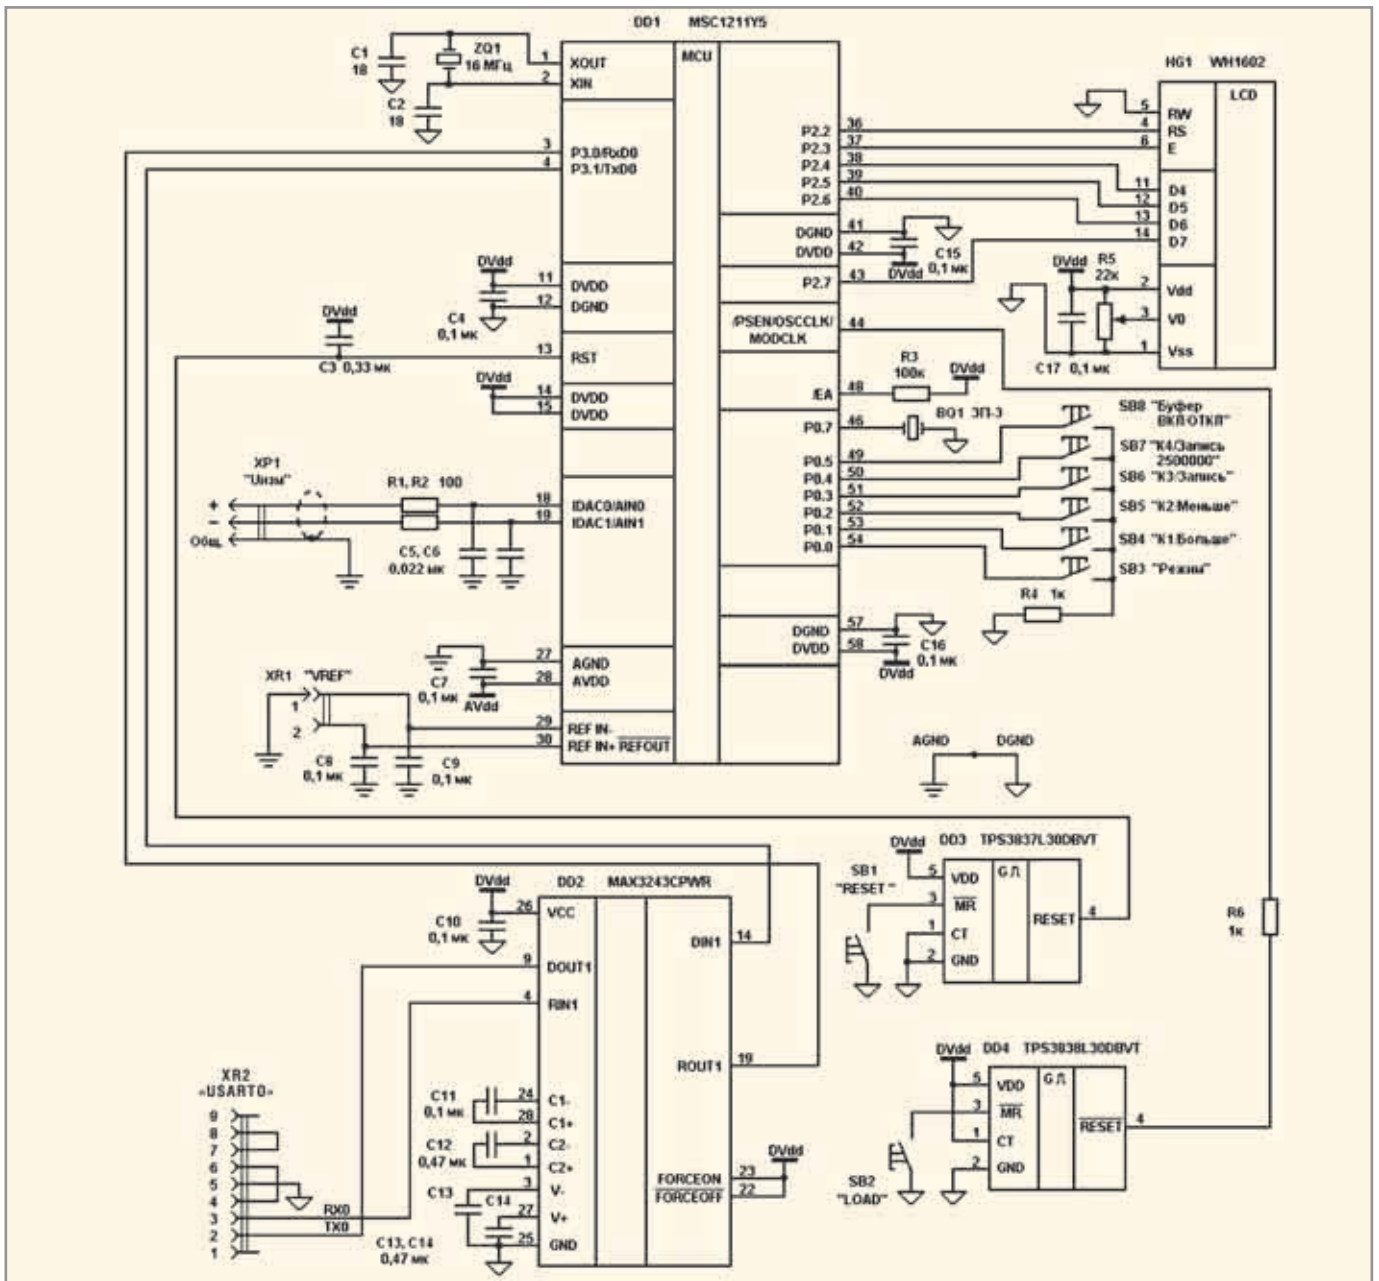 DD1 MSC1211Y5
C1
18
ZQ1
16 МГц
C2
18
1
2
XOUT
XIN
MCU
3
4
P3.0/RxD0
P3.1/TxD0
DVdd
11
12
DVDD
DGND
C4
0,1 мк
DVdd
13
RST
C3 0,33 мк
DVdd
14
15
DVDD
DVDD
XP1
"Uизм"
+
−
Общ.
R1, R2 100
18
19
IDAC0/AIN0
IDAC1/AIN1
C5, C6
0,022 мк
27
28
AGND
AVDD
C7
0,1 мк
AVdd
XR1 "VREF"
1
2
29
30
REF IN-
REF IN+ REFOUT
C8
0,1 мк
C9
0,1 мк
P2.2
P2.3
P2.4
P2.5
P2.6
36
37
38
39
40
DGND
DVDD
41
42
C15
0,1 мк
DVdd
P2.7
43
/PSEN/OSCCLK/
MODCLK
44
/EA
48
R3
100к
DVdd
P0.7
46
BQ1 ЗП-3
P0.5
P0.4
P0.3
P0.2
P0.1
P0.0
49
50
51
52
53
54
DGND
DVDD
57
58
C16
0,1 мк
DVdd
HG1 WH1602
LCD
5
4
6
RW
RS
E
11
12
13
14
D4
D5
D6
D7
DVdd
R5
22к
2
3
1
Vdd
V0
Vss
C17 0,1 мк
SB8 "Буфер
ВКЛ/ОТКЛ"
SB7 "К4/Запись
2500000"
SB6 "К3/Запись"
SB5 "К2/Меньше"
SB4 "К1/Больше"
SB3 "Режим"
R4 1к
AGND DGND
DVdd
DD3 TPS3837L30DBVT
SB1
"RESET"
5
3
1
2
VDD
MR
CT
GND
G
RESET
4
R6
1к
DVdd
DD4 TPS3838L30DBVT
5
3
1
2
VDD
MR
CT
GND
G
RESET
4
SB2
"LOAD"
DVdd
DD2 MAX3243CPWR
26
VCC
C10
0,1 мк
9
DOUT1
4
RIN1
DIN1
14
ROUT1
19
C11
0,1 мк
24
28
C1-
C1+
C12
0,47 мк
2
1
C2-
C2+
C13
C14
3
27
25
V-
V+
GND
C13, C14
0,47 мк
FORCEON
FORCEOFF
23
22
DVdd
XR2
«USART0»
9
8
7
6
5
4
3
2
1
RX0
TX0